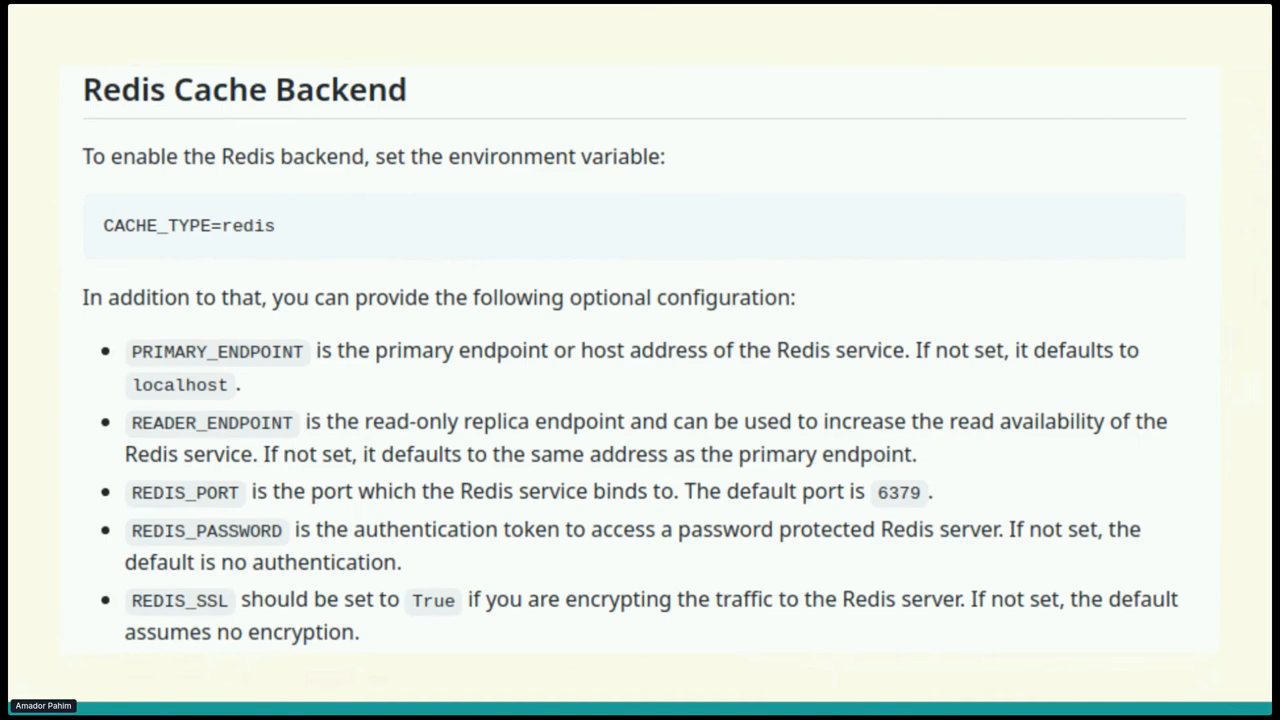 Redis Cache Backend
To enable the Redis backend, set the environment variable:
CACHE_TYPE=redis
In addition to that, you can provide the following optional configuration:
• PRIMARY_ENDPOINT is the primary endpoint or host address of the Redis service. If not set, it defaults to
localhost .
• READER_ENDPOINT is the read-only replica endpoint and can be used to increase the read availability of the
Redis service. If not set, it defaults to the same address as the primary endpoint.
• REDIS_PORT is the port which the Redis service binds to. The default port is 6379 .
• REDIS_PASSWORD is the authentication token to access a password protected Redis server. If not set, the
default is no authentication.
• REDIS_SSL should be set to True if you are encrypting the traffic to the Redis server. If not set, the default
assumes no encryption.
Amador Pahim